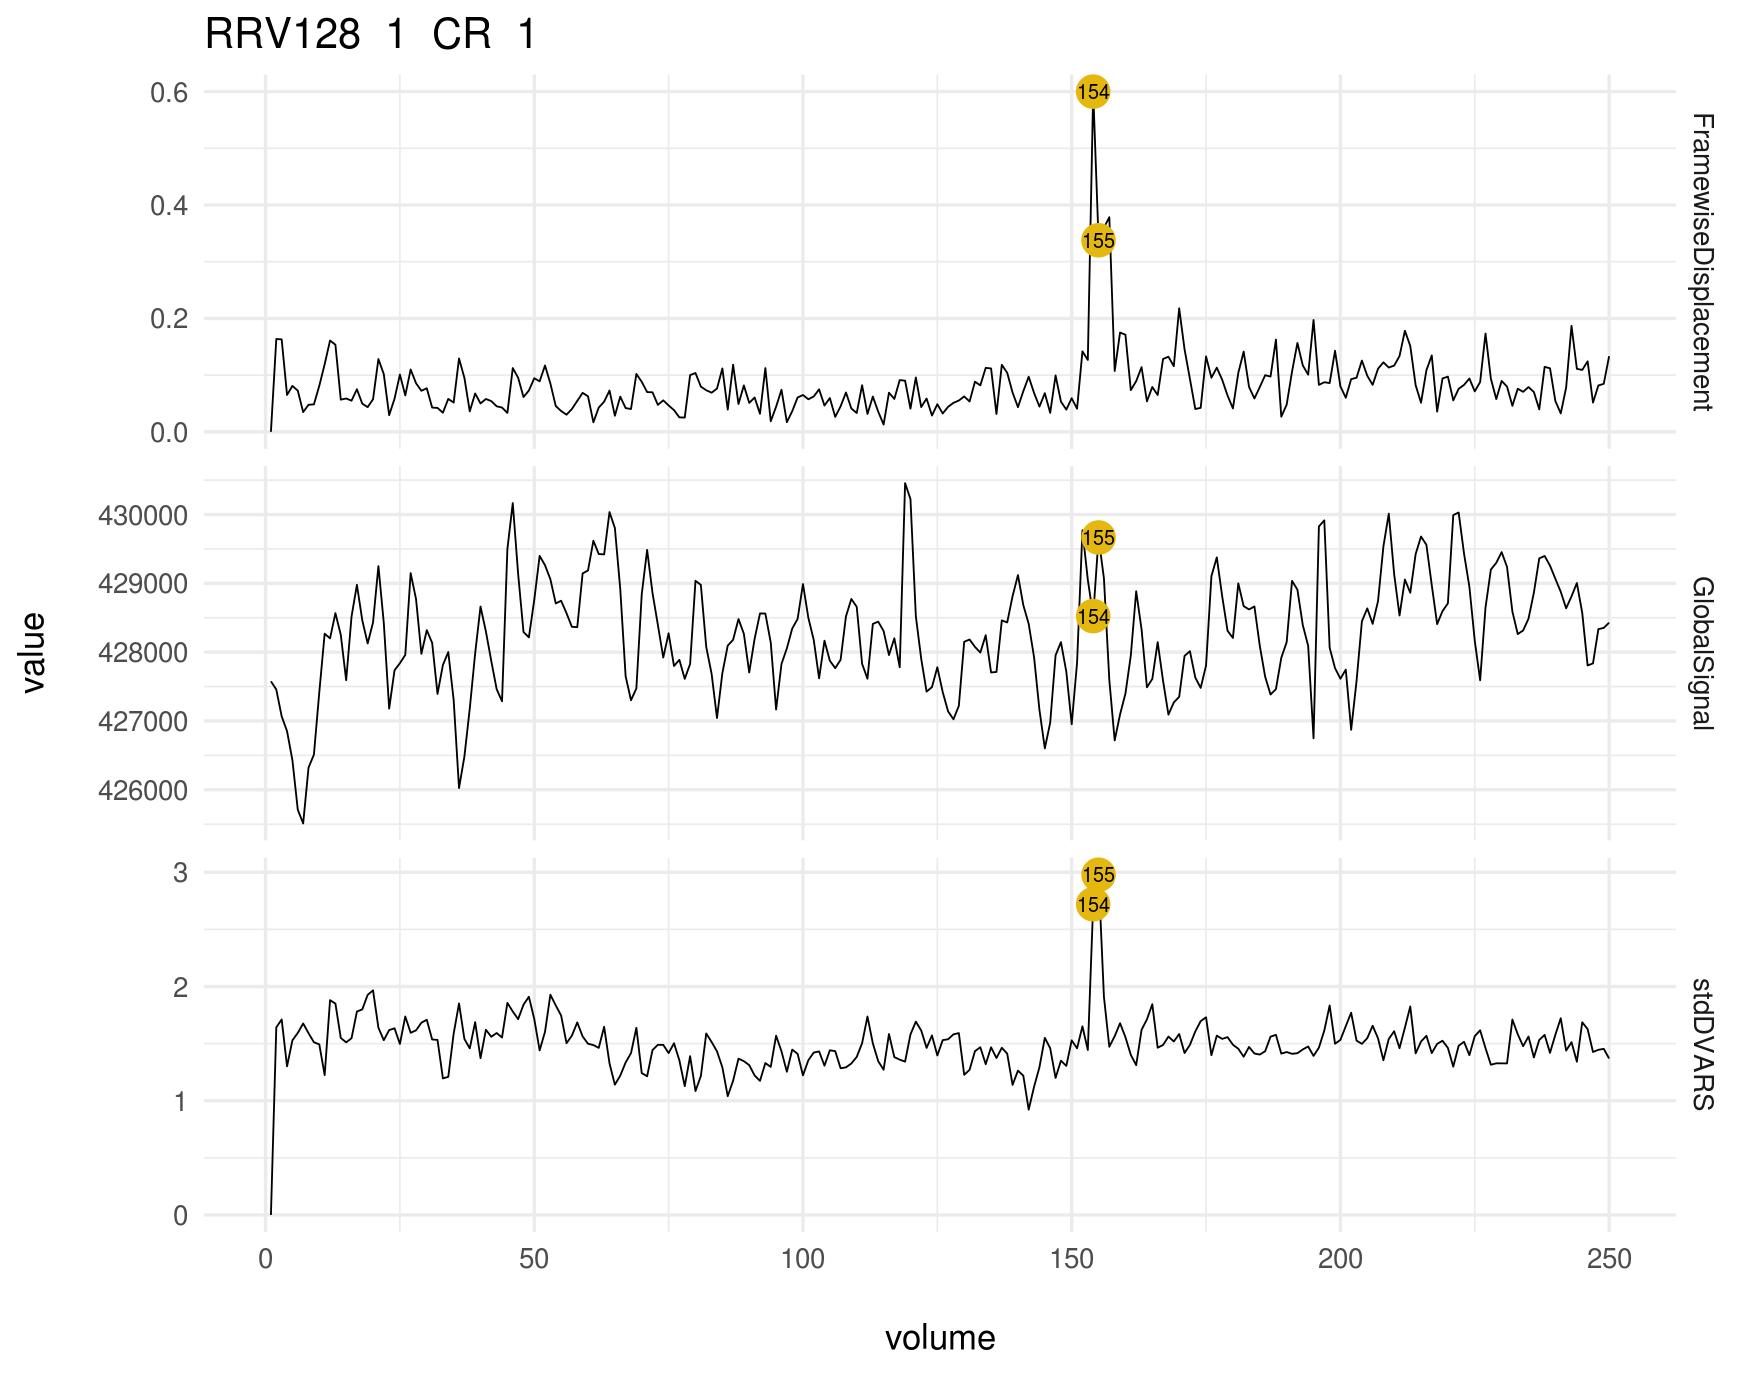 RRV128 1 CR 1
0.6
0.4
0.2
0.0
154
155
FramewiseDisplacement
430000
429000
428000
427000
426000
155
154
GlobalSignal
value
3
2
1
0
155
154
stdDVARS
0 50 100 150 200 250
volume